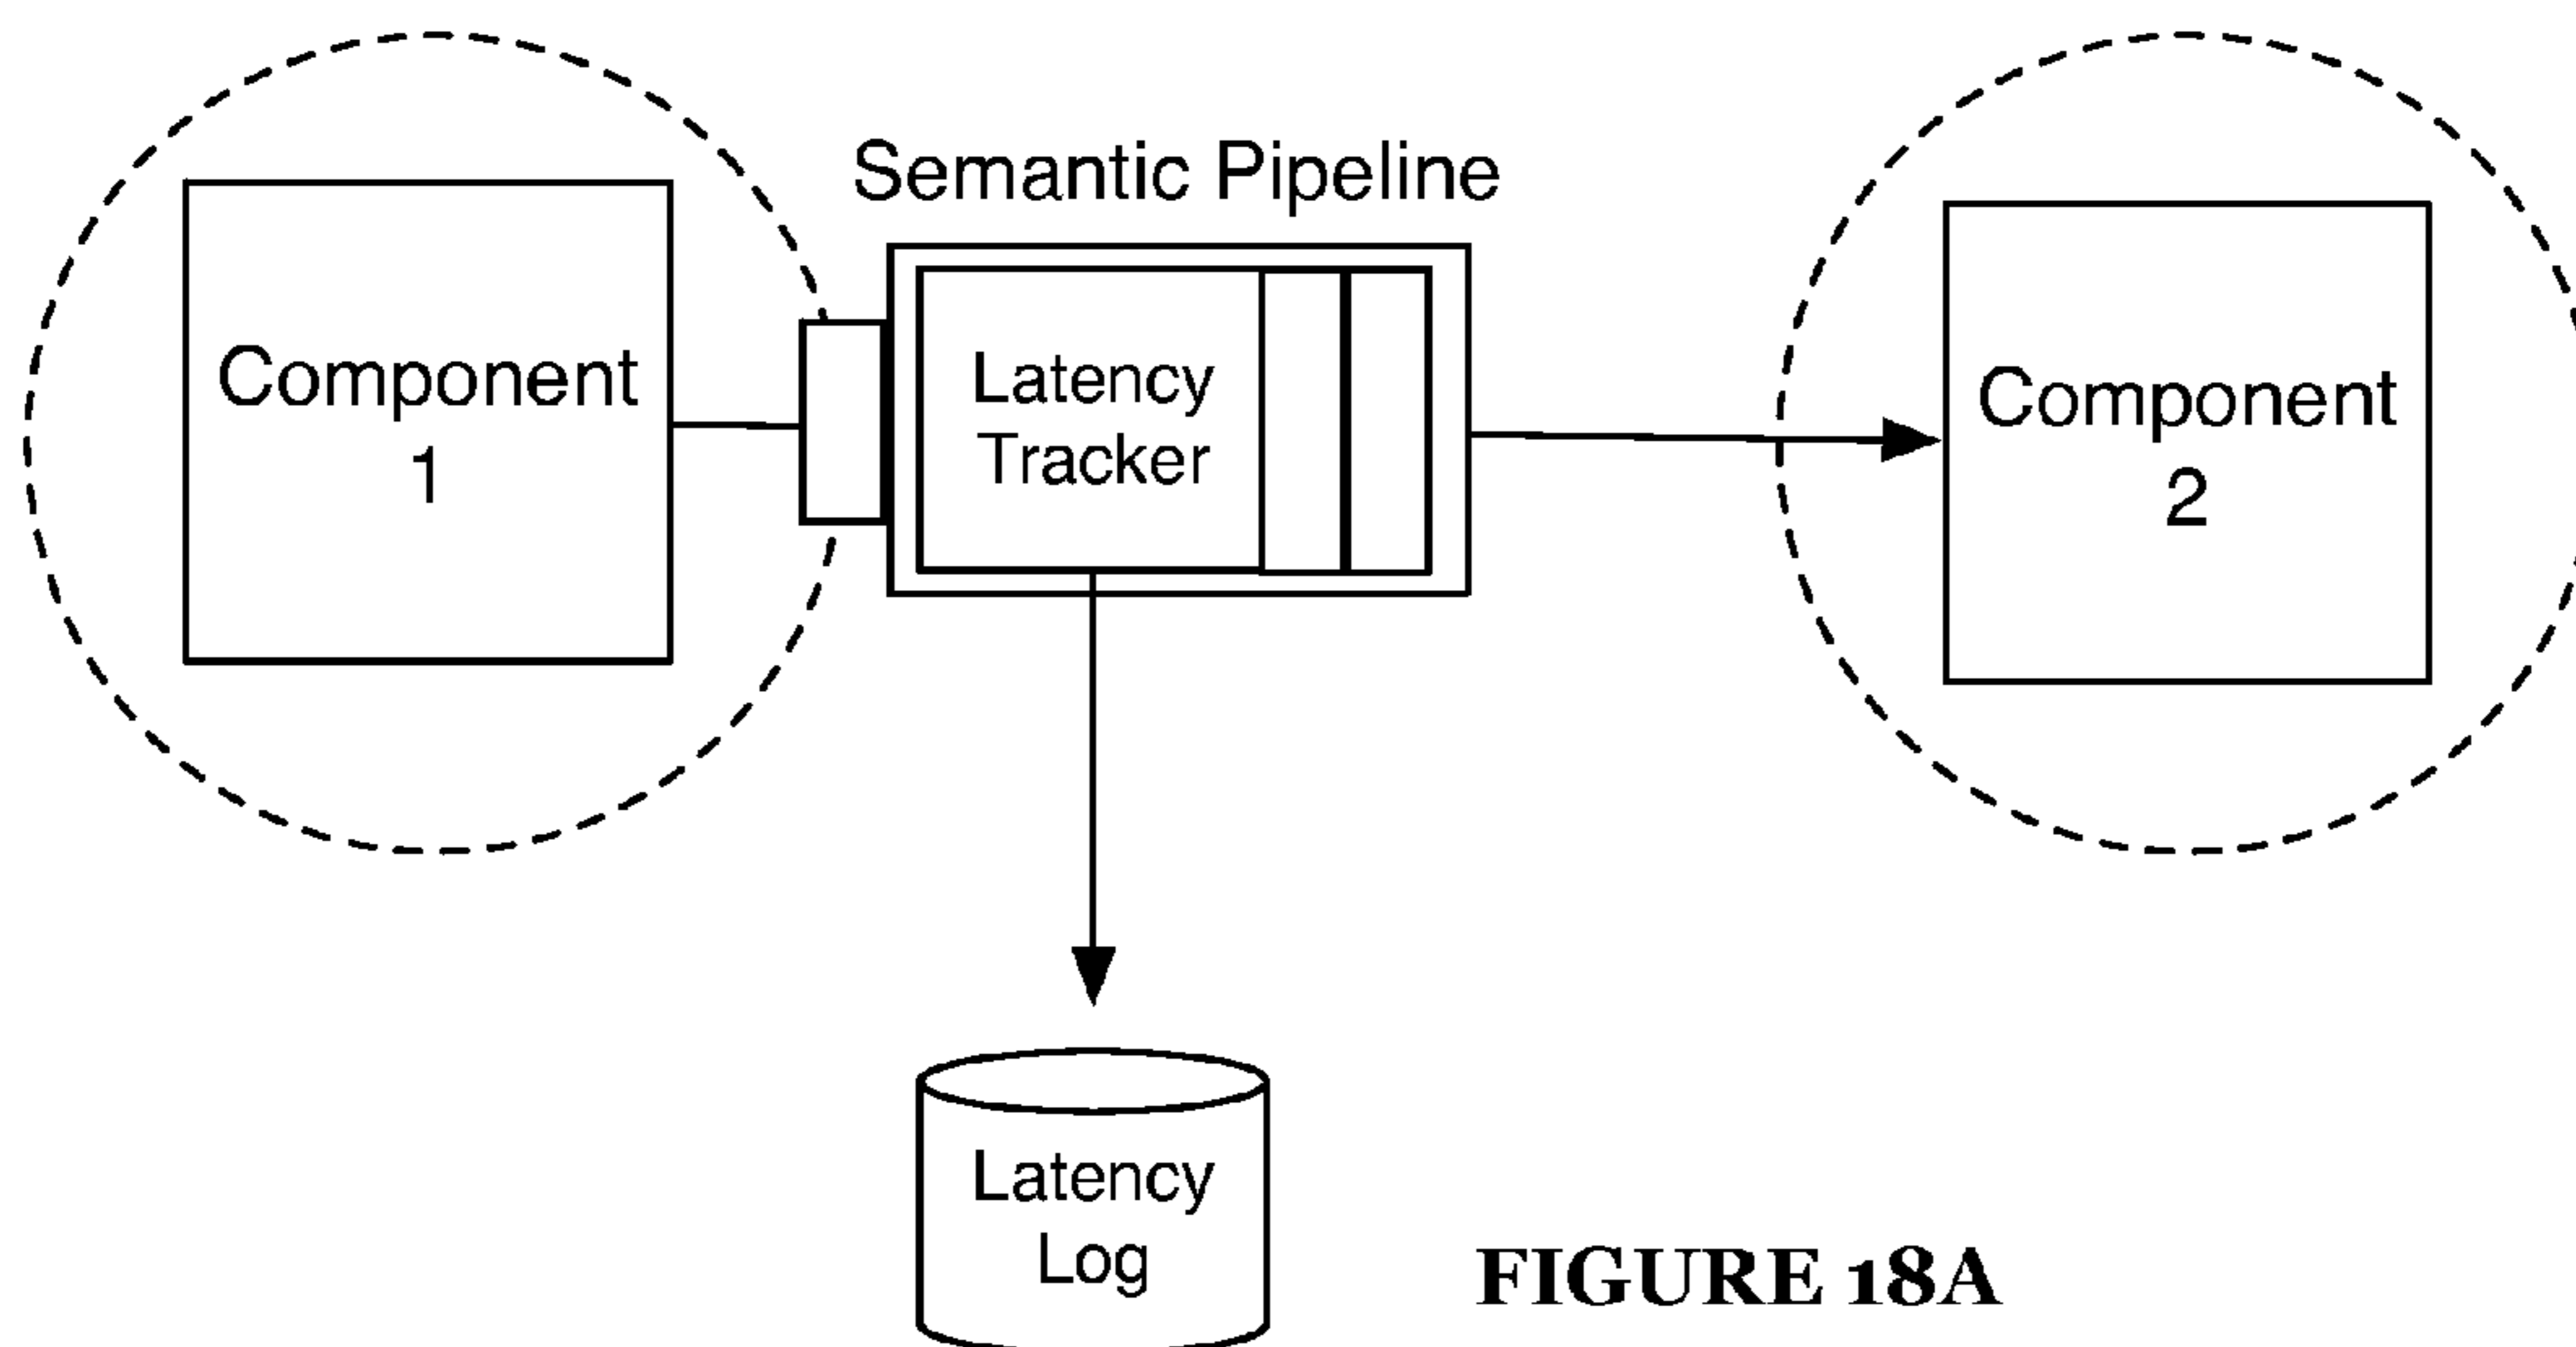 Semantic Pipeline
Component
1
Latency
Tracker
Component
2
Latency
Log
FIGURE 18A